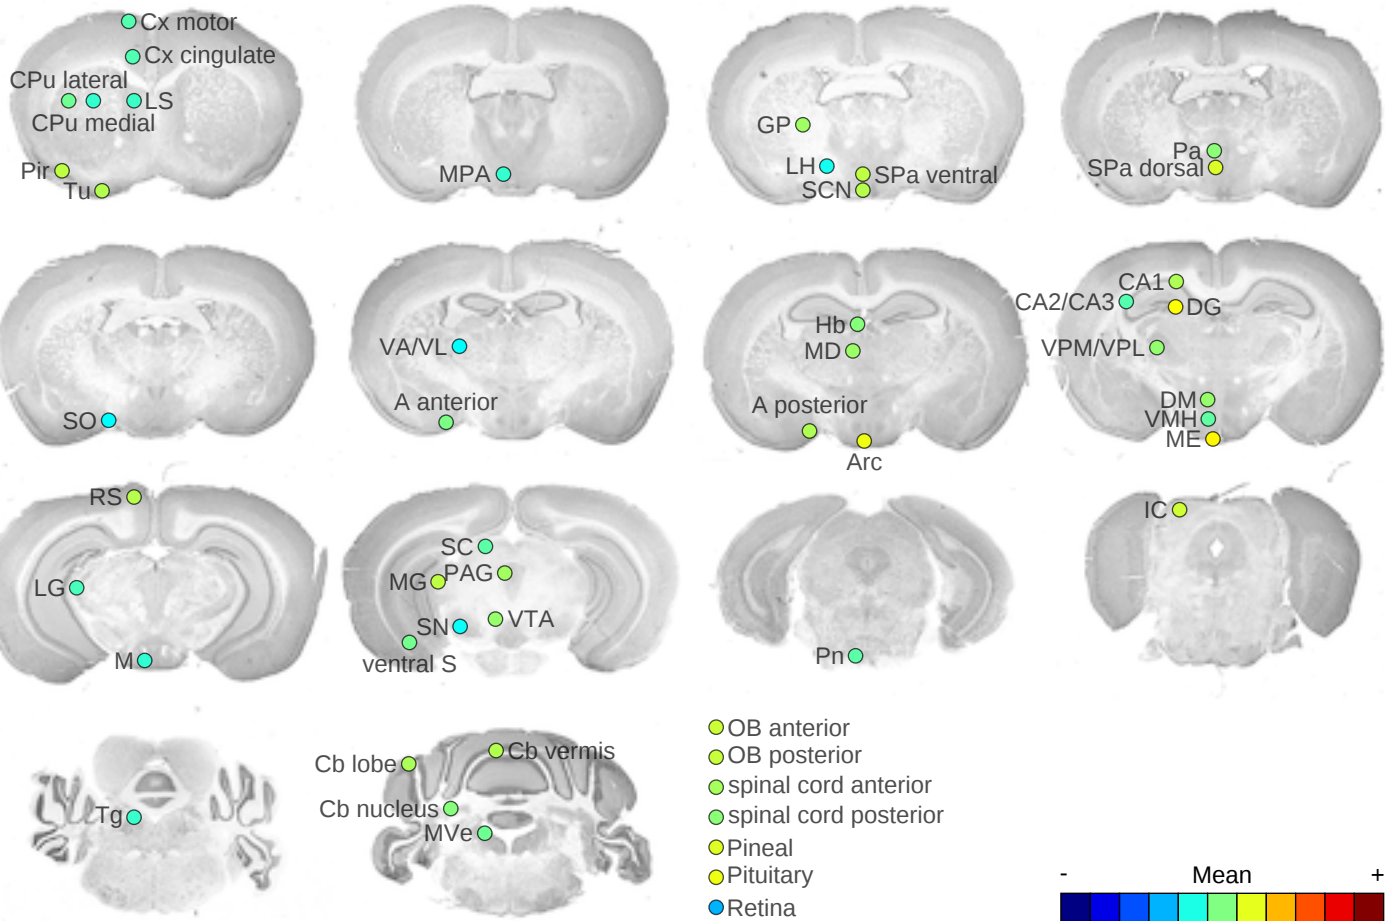 Cx motor
Cx cingulate
CPu lateral
LS
CPu medial
Pir
Tu
MPA
GP
LH
SPa ventral
SCN
Pa
SPa dorsal
SO
VA/VL
A anterior
Hb
MD
A posterior
Arc
CA1
CA2/CA3
DG
VPM/VPL
DM
VMH
ME
RS
LG
M
SC
MG
PAG
SN
VTA
ventral S
Pn
IC
Tg
Cb lobe
Cb vermis
Cb nucleus
MVe
OB anterior
OB posterior
spinal cord anterior
spinal cord posterior
Pineal
Pituitary
Retina
- Mean +